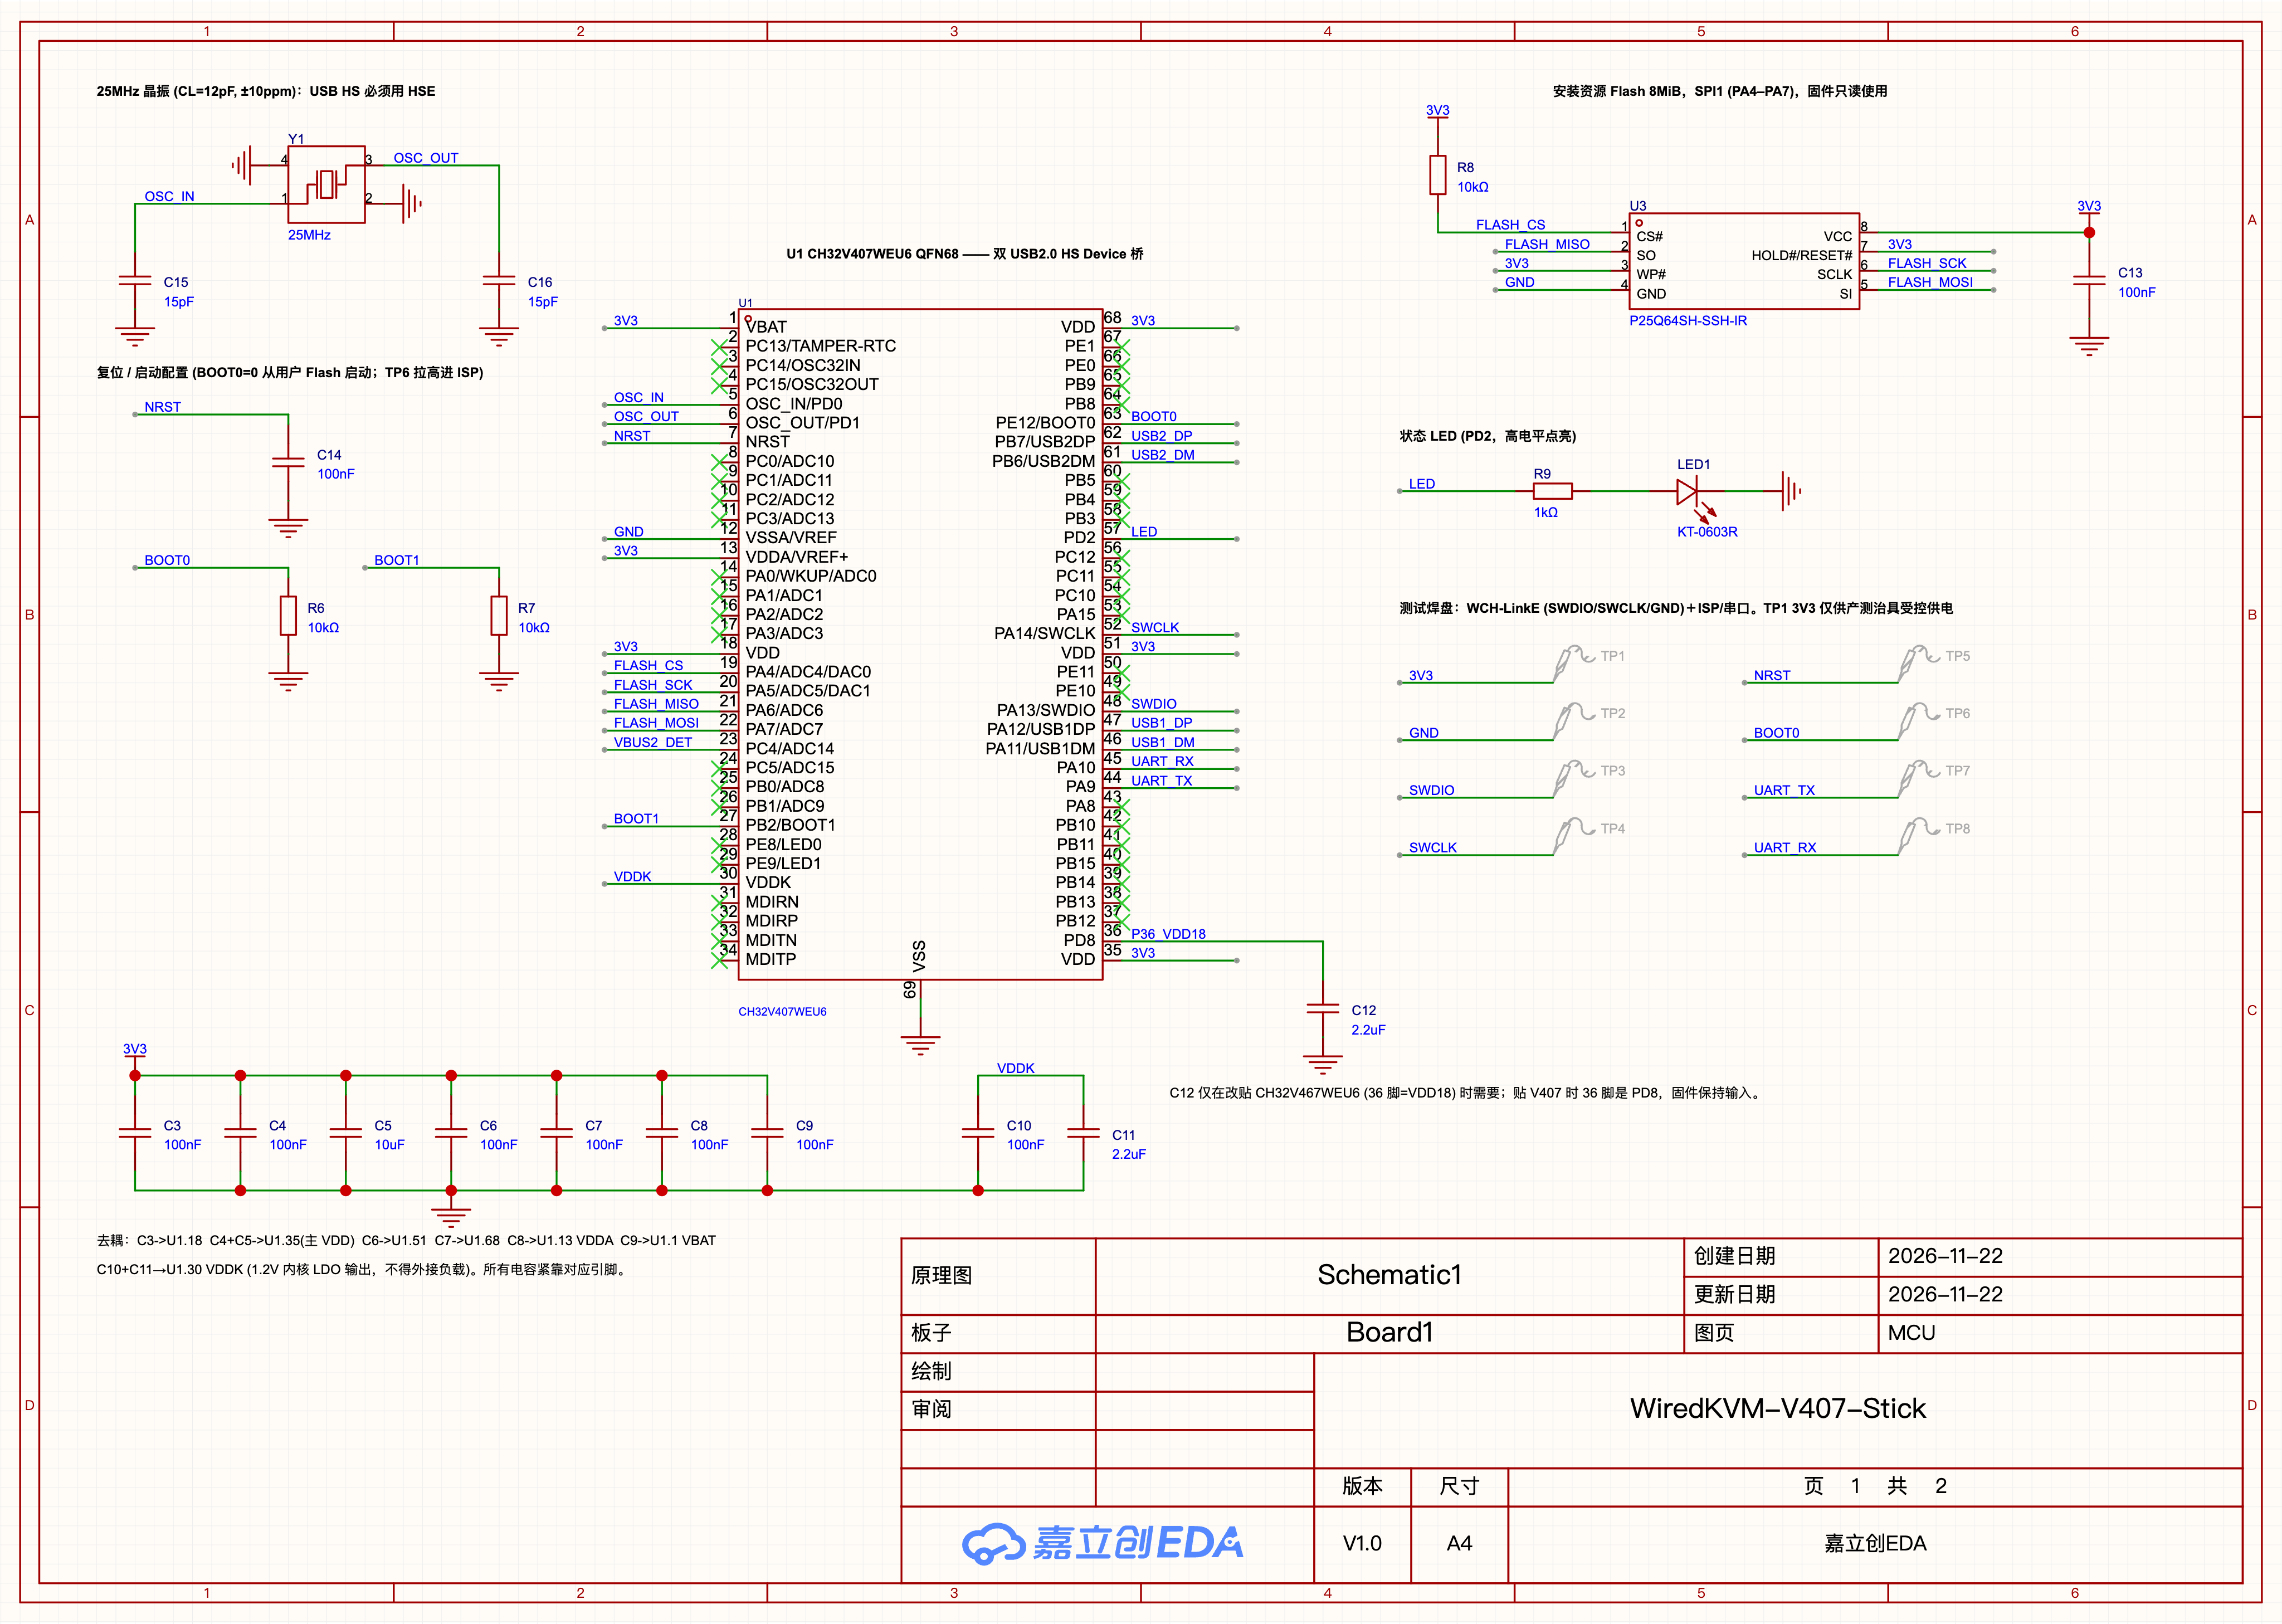 1 2 3 4 5 6
A
B
C
D
25MHz 晶振 (CL=12pF, ±10ppm)：USB HS 必须用 HSE
Y1
4
3
OSC_OUT
OSC_IN
1
2
25MHz
C15
15pF
C16
15pF
复位 / 启动配置 (BOOT0=0 从用户 Flash 启动；TP6 拉高进 ISP)
NRST
C14
100nF
BOOT0
BOOT1
R6
10kΩ
R7
10kΩ
U1 CH32V407WEU6 QFN68 —— 双 USB2.0 HS Device 桥
U1
3V3 1 VBAT
2 PC13/TAMPER-RTC
3 PC14/OSC32IN
4 PC15/OSC32OUT
OSC_IN 5 OSC_IN/PD0
OSC_OUT 6 OSC_OUT/PD1
NRST 7 NRST
8 PC0/ADC10
9 PC1/ADC11
10 PC2/ADC12
11 PC3/ADC13
GND 12 VSSA/VREF
3V3 13 VDDA/VREF+
14 PA0/WKUP/ADC0
15 PA1/ADC1
16 PA2/ADC2
17 PA3/ADC3
3V3 18 VDD
FLASH_CS 19 PA4/ADC4/DAC0
FLASH_SCK 20 PA5/ADC5/DAC1
FLASH_MISO 21 PA6/ADC6
FLASH_MOSI 22 PA7/ADC7
VBUS2_DET 23 PC4/ADC14
24 PC5/ADC15
25 PB0/ADC8
26 PB1/ADC9
BOOT1 27 PB2/BOOT1
28 PE8/LED0
29 PE9/LED1
VDDK 30 VDDK
31 MDIRN
32 MDIRP
33 MDITN
34 MDITP
VDD 68 3V3
PE1 67
PE0 66
PB9 65
PB8 64
PE12/BOOT0 63 BOOT0
PB7/USB2DP 62 USB2_DP
PB6/USB2DM 61 USB2_DM
PB5 60
PB4 59
PB3 58
PD2 57 LED
PC12 56
PC11 55
PC10 54
PA15 53
PA14/SWCLK 52 SWCLK
VDD 51 3V3
PE11 50
PE10 49
PA13/SWDIO 48 SWDIO
PA12/USB1DP 47 USB1_DP
PA11/USB1DM 46 USB1_DM
PA10 45 UART_RX
PA9 44 UART_TX
PA8 43
PB10 42
PB11 41
PB15 40
PB14 39
PB13 38
PB12 37
PD8 36 P36_VDD18
VDD 35 3V3
VSS
69
CH32V407WEU6
C12
2.2uF
C12 仅在改贴 CH32V467WEU6 (36 脚=VDD18) 时需要；贴 V407 时 36 脚是 PD8，固件保持输入。
安装资源 Flash 8MiB，SPI1 (PA4–PA7)，固件只读使用
3V3
R8
10kΩ
U3
FLASH_CS 1 CS#
FLASH_MISO 2 SO
3V3 3 WP#
GND 4 GND
VCC 8
HOLD#/RESET# 7 3V3
SCLK 6 FLASH_SCK
SI 5 FLASH_MOSI
P25Q64SH-SSH-IR
3V3
C13
100nF
状态 LED (PD2，高电平点亮)
LED
R9
1kΩ
LED1
KT-0603R
测试焊盘：WCH-LinkE (SWDIO/SWCLK/GND)＋ISP/串口。TP1 3V3 仅供产测治具受控供电
3V3 TP1 NRST TP5
GND TP2 BOOT0 TP6
SWDIO TP3 UART_TX TP7
SWCLK TP4 UART_RX TP8
3V3
VDDK
C3
100nF
C4
100nF
C5
10uF
C6
100nF
C7
100nF
C8
100nF
C9
100nF
C10
100nF
C11
2.2uF
去耦：C3->U1.18 C4+C5->U1.35(主 VDD) C6->U1.51 C7->U1.68 C8->U1.13 VDDA C9->U1.1 VBAT
C10+C11→U1.30 VDDK (1.2V 内核 LDO 输出，不得外接负载)。所有电容紧靠对应引脚。
原理图 Schematic1 创建日期 2026–11–22
更新日期 2026–11–22
板子 Board1 图页 MCU
绘制
审阅
WiredKVM–V407–Stick
版本 尺寸 页 1 共 2
嘉立创EDA V1.0 A4 嘉立创EDA
A
B
C
D
1 2 3 4 5 6